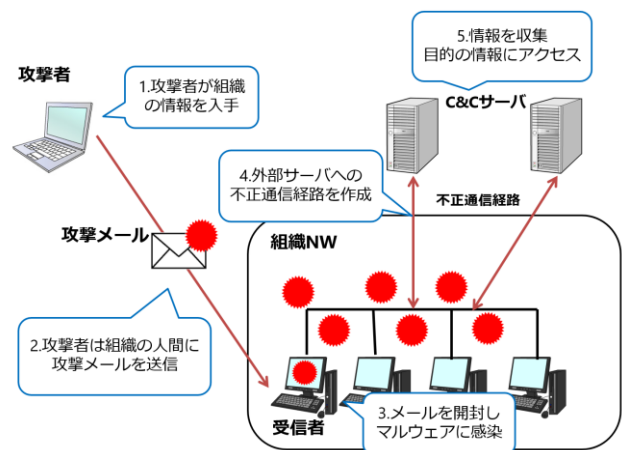 攻撃者
1.攻撃者が組織
の情報を入手
5.情報を収集
目的の情報にアクセス
C&Cサーバ
4.外部サーバへの
不正通信経路を作成
不正通信経路
攻撃メール
組織NW
2.攻撃者は組織の人間に
攻撃メールを送信
3.メールを開封し
マルウェアに感染
受信者